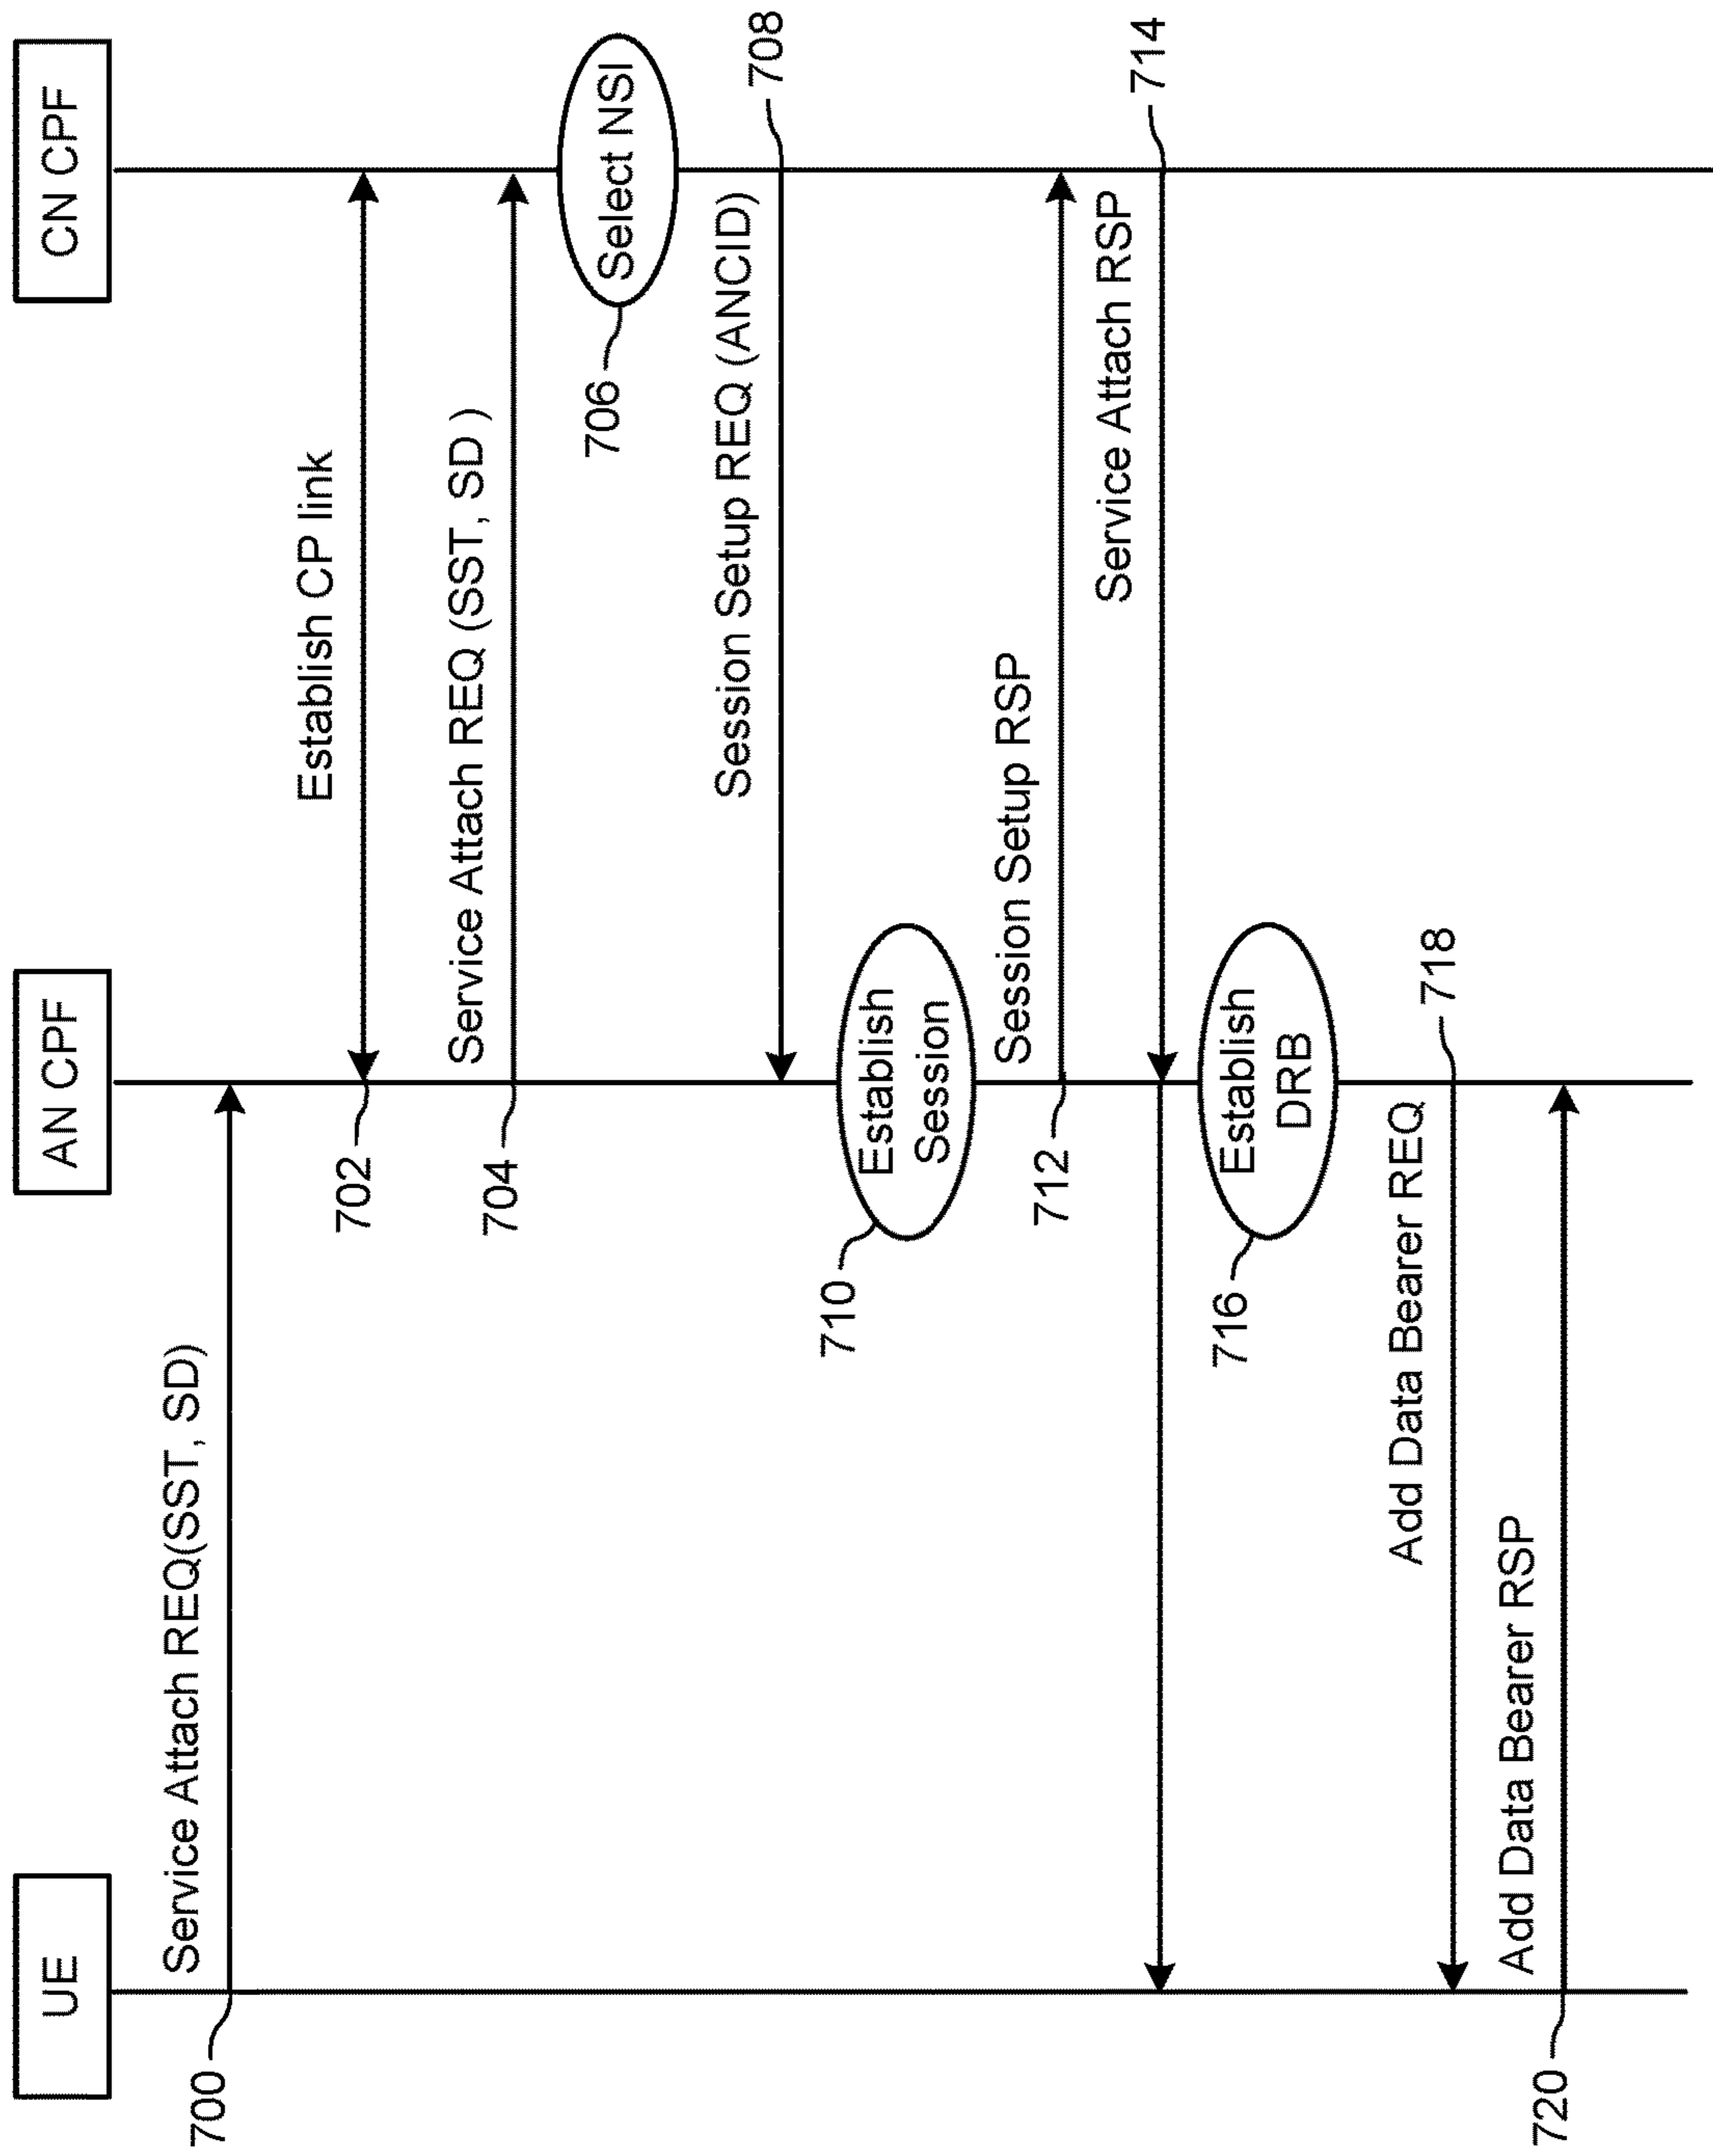 UE
AN CPF
CN CPF
700
Service Attach REQ(SST, SD)
702
Establish CP link
704
Service Attach REQ (SST, SD )
706
Select NSI
Session Setup REQ (ANCID)
708
710
Establish
Session
712
Session Setup RSP
Service Attach RSP
714
716
Establish
DRB
Add Data Bearer REQ
718
720
Add Data Bearer RSP